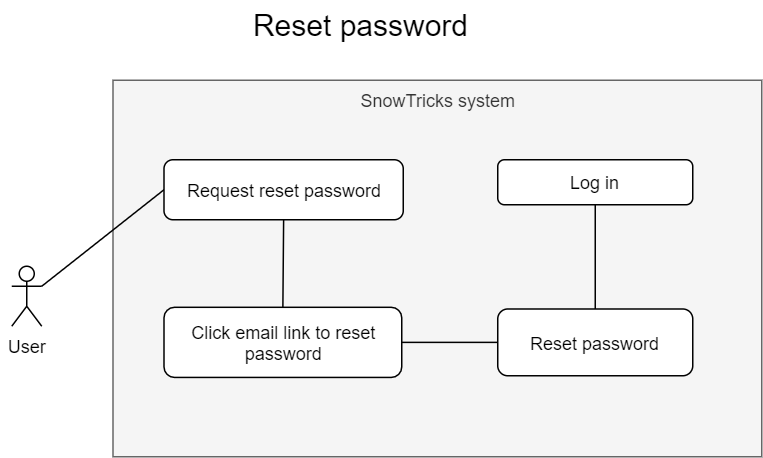 Reset password
SnowTricks system
Request reset password
Log in
Click email link to reset
password
Reset password
User